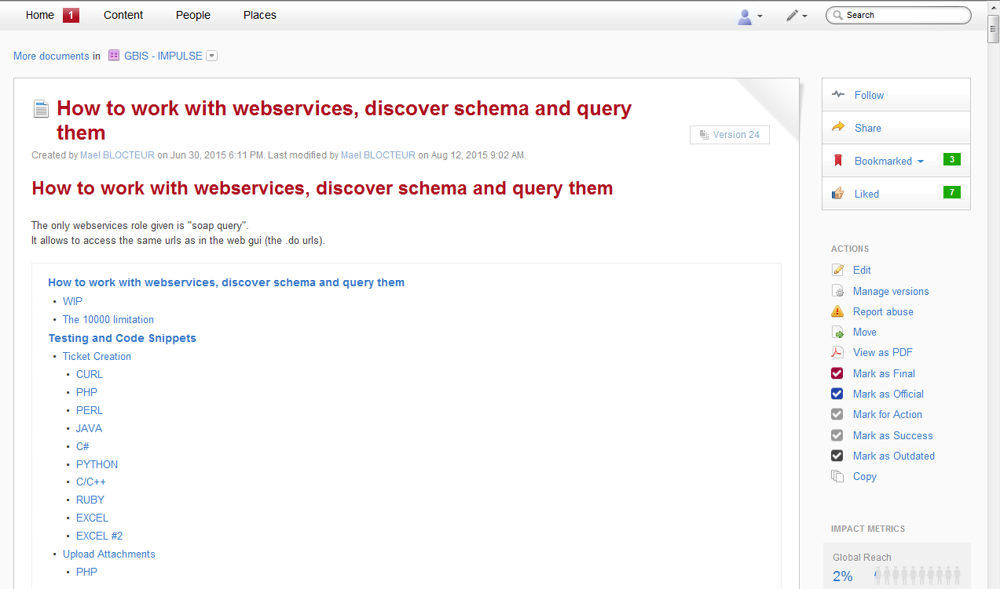 Home 1 Content People Places Search
More documents in GBIS - IMPULSE
How to work with webservices, discover schema and query
them
Version 24
Created by Mael BLOCTEUR on Jun 30, 2015 6:11 PM. Last modified by Mael BLOCTEUR on Aug 12, 2015 9:02 AM.
How to work with webservices, discover schema and query them
The only webservices role given is "soap query".
It allows to access the same urls as in the web gui (the .do urls).
How to work with webservices, discover schema and query them
• WIP
• The 10000 limitation
Testing and Code Snippets
• Ticket Creation
• CURL
• PHP
• PERL
• JAVA
• C#
• PYTHON
• C/C++
• RUBY
• EXCEL
• EXCEL #2
• Upload Attachments
• PHP
Follow
Share
Bookmarked 3
Liked 7
ACTIONS
Edit
Manage versions
Report abuse
Move
View as PDF
Mark as Final
Mark as Official
Mark for Action
Mark as Success
Mark as Outdated
Copy
IMPACT METRICS
Global Reach
2%